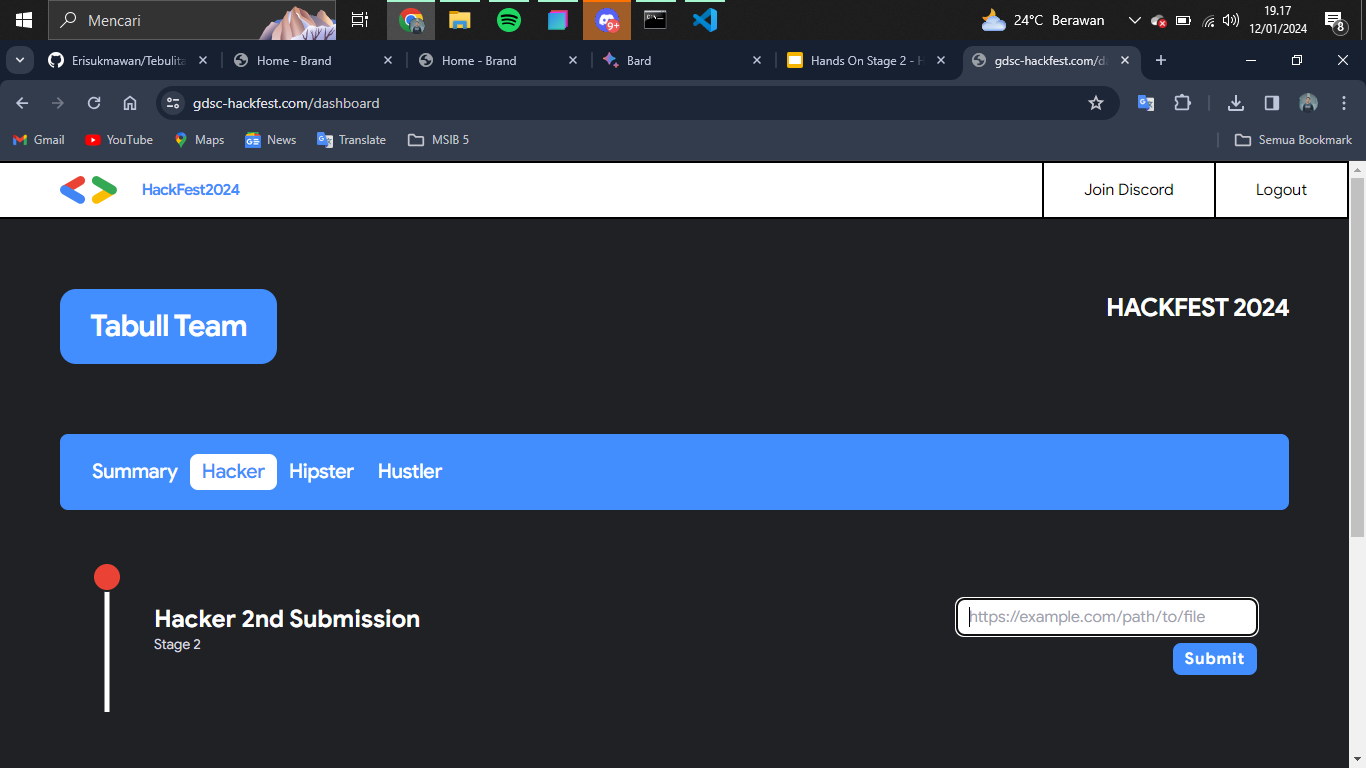 Mencari
9+
24°C Berawan
19.17
12/01/2024
8
Erisukmawan/Tebulita
Home - Brand
Home - Brand
Bard
Hands On Stage 2 - H
gdsc-hackfest.com/da
gdsc-hackfest.com/dashboard
Gmail
YouTube
Maps
News
Translate
MSIB 5
Semua Bookmark
HackFest2024
Join Discord
Logout
Tabull Team
HACKFEST 2024
Summary
Hacker
Hipster
Hustler
Hacker 2nd Submission
Stage 2
https://example.com/path/to/file
Submit